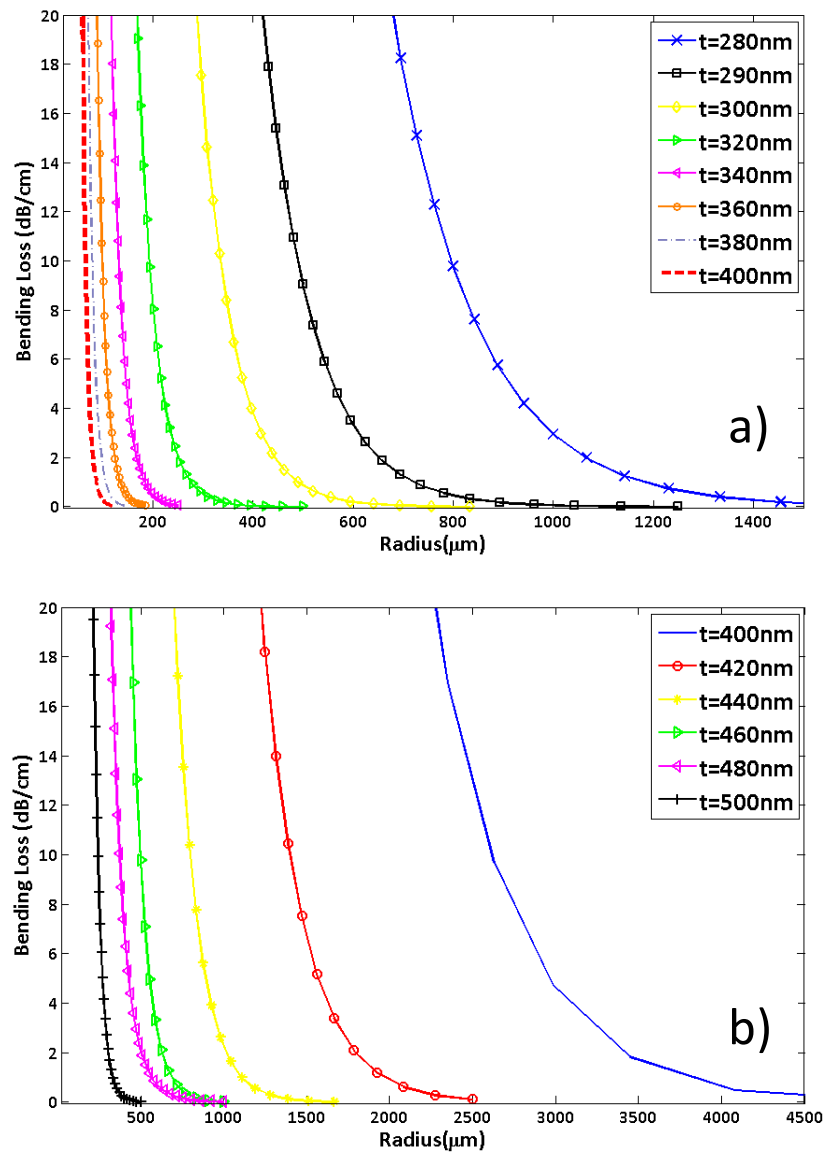 20
18
16
14
12
10
8
6
4
2
0
Bending Loss (dB/cm)
t=280nm
t=290nm
t=300nm
t=320nm
t=340nm
t=360nm
t=380nm
t=400nm
a)
200 400 600 800 1000 1200 1400
Radius(μm)
20
18
16
14
12
10
8
6
4
2
0
Bending Loss (dB/cm)
t=400nm
t=420nm
t=440nm
t=460nm
t=480nm
t=500nm
b)
500 1000 1500 2000 2500 3000 3500 4000 4500
Radius(μm)